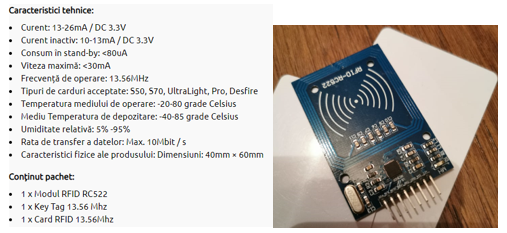 Caracteristici tehnice:
Curent: 13-26mA / DC 3.3V
Curent inactiv: 10-13mA / DC 3.3V
Consum in stand-by: <80uA
Viteza maximă: <30mA
Frecvență de operare: 13.56MHz
Tipuri de carduri acceptate: S50, S70, UltraLight, Pro, Desfire
Temperatura mediului de operare: -20-80 grade Celsius
Mediu Temperatura de depozitare: -40-85 grade Celsius
Umiditate relativă: 5% -95%
Rata de transfer a datelor: Max. 10Mbit / s
Caracteristici fizice ale produsului: Dimensiuni: 40mm × 60mm
Conținut pachet:
1 x Modul RFID RC522
1 x Key Tag 13.56 Mhz
1 x Card RFID 13.56Mhz
RFID-RC522